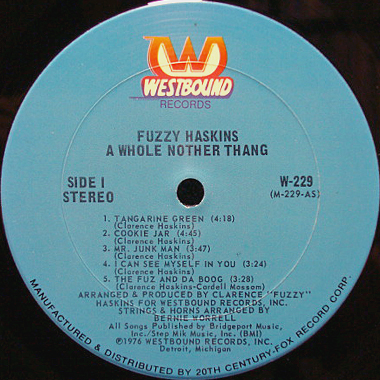 W
WESTBOUND
RECORDS
FUZZY HASKINS
A WHOLE NOTHER THANG
SIDE I
STEREO
W-229
(M-229-AS)
1. TANGARINE GREEN (4:18)
(Clarence Haskins)
2. COOKIE JAR (4:45)
(Clarence Haskins)
3. MR. JUNK MAN (3:47)
(Clarence Haskins)
4. I CAN SEE MYSELF IN YOU (3:24)
(Clarence Haskins)
5. THE FUZ AND DA BOOG (3:28)
(Clarence Haskins-Cordell Mosson)
ARRANGED & PRODUCED BY CLARENCE "FUZZY"
HASKINS FOR WESTBOUND RECORDS, INC.
STRINGS & HORNS ARRANGED BY
BERNIE WORRELL
All Songs Published by Bridgeport Music,
Inc./Step Mik Music, Inc. (BMI)
©1976 WESTBOUND RECORDS, INC.
Detroit, Michigan
MANUFACTURED & DISTRIBUTED BY 20TH CENTURY-FOX RECORD CORP.